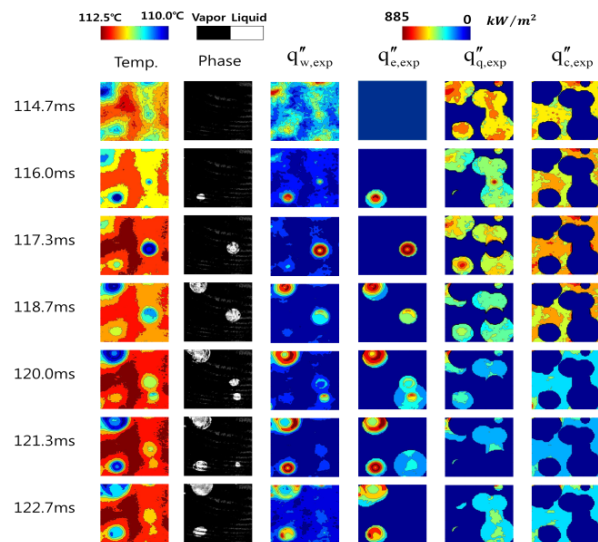 112.5℃ 110.0℃ Vapor Liquid 885 0 kW/m²
Temp. Phase q″w,exp q″e,exp q″q,exp q″c,exp
114.7ms
116.0ms
117.3ms
118.7ms
120.0ms
121.3ms
122.7ms